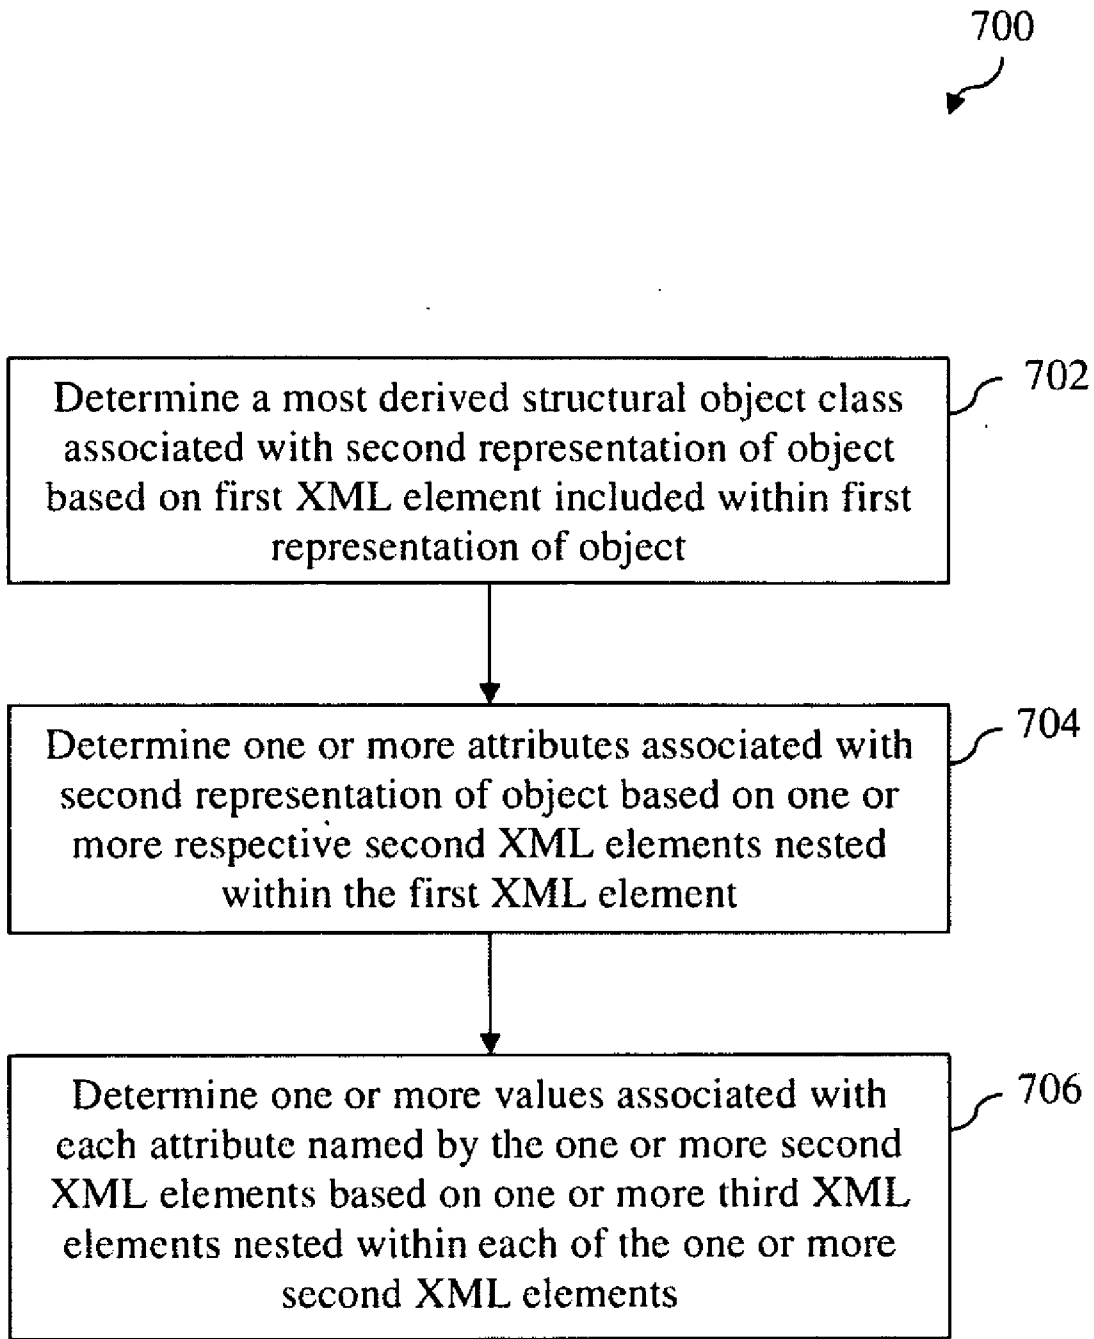 700
702
Determine a most derived structural object class
associated with second representation of object
based on first XML element included within first
representation of object
704
Determine one or more attributes associated with
second representation of object based on one or
more respective second XML elements nested
within the first XML element
706
Determine one or more values associated with
each attribute named by the one or more second
XML elements based on one or more third XML
elements nested within each of the one or more
second XML elements